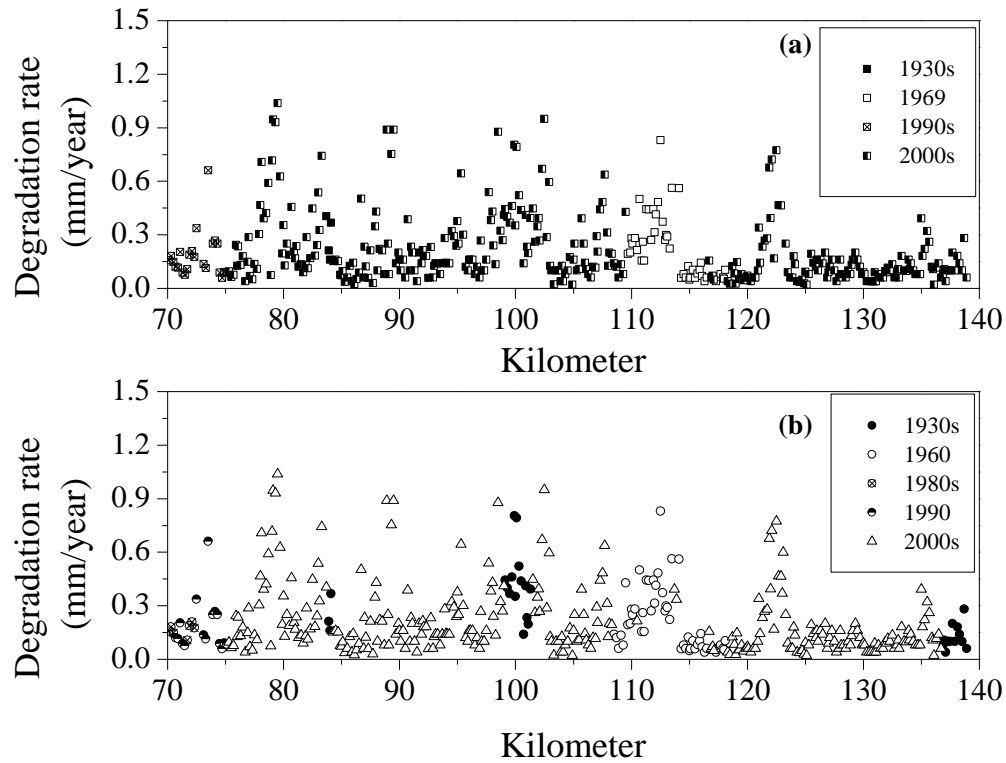 1.5
1.2
0.9
0.6
0.3
0.0
Degradation rate
(mm/year)
(a)
1930s
1969
1990s
2000s
70 80 90 100 110 120 130 140
Kilometer
1.5
1.2
0.9
0.6
0.3
0.0
Degradation rate
(mm/year)
(b)
1930s
1960
1980s
1990
2000s
70 80 90 100 110 120 130 140
Kilometer